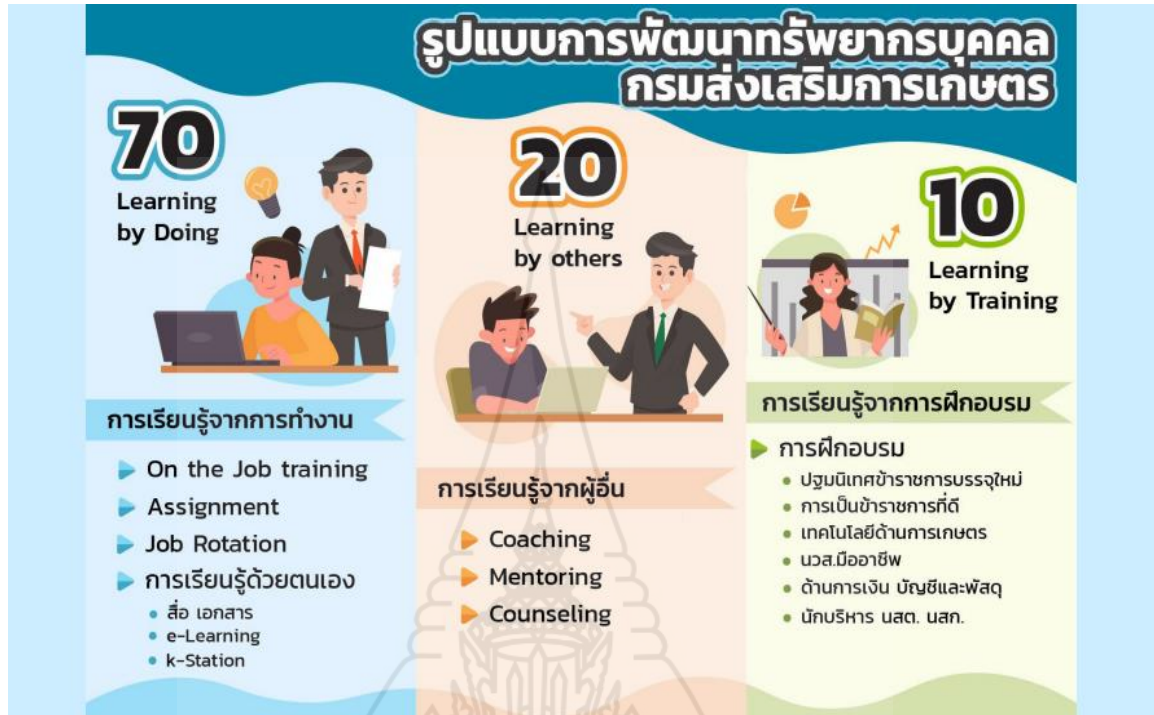 รูปแบบการพัฒนาทรัพยากรบุคคล
กรมส่งเสริมการเกษตร
70
Learning
by Doing
การเรียนรู้จากการทำงาน
On the Job training
Assignment
Job Rotation
การเรียนรู้ด้วยตนเอง
สื่อ เอกสาร
e-Learning
k-Station
20
Learning
by others
การเรียนรู้จากผู้อื่น
Coaching
Mentoring
Counseling
10
Learning
by Training
การเรียนรู้จากการฝึกอบรม
การฝึกอบรม
ปฐมนิเทศข้าราชการบรรจุใหม่
การเป็นข้าราชการที่ดี
เทคโนโลยีด้านการเกษตร
นวส.มืออาชีพ
ด้านการเงิน บัญชีและพัสดุ
นักบริหาร นสต. นสก.